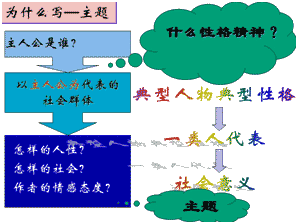 为什么写──主题
什么性格精神？
主人公是谁？
以主人公为代表的
社会群体
典型人物典型性格
一类人代表
怎样的人性？
怎样的社会？
作者的情感态度？
社会意义
主题